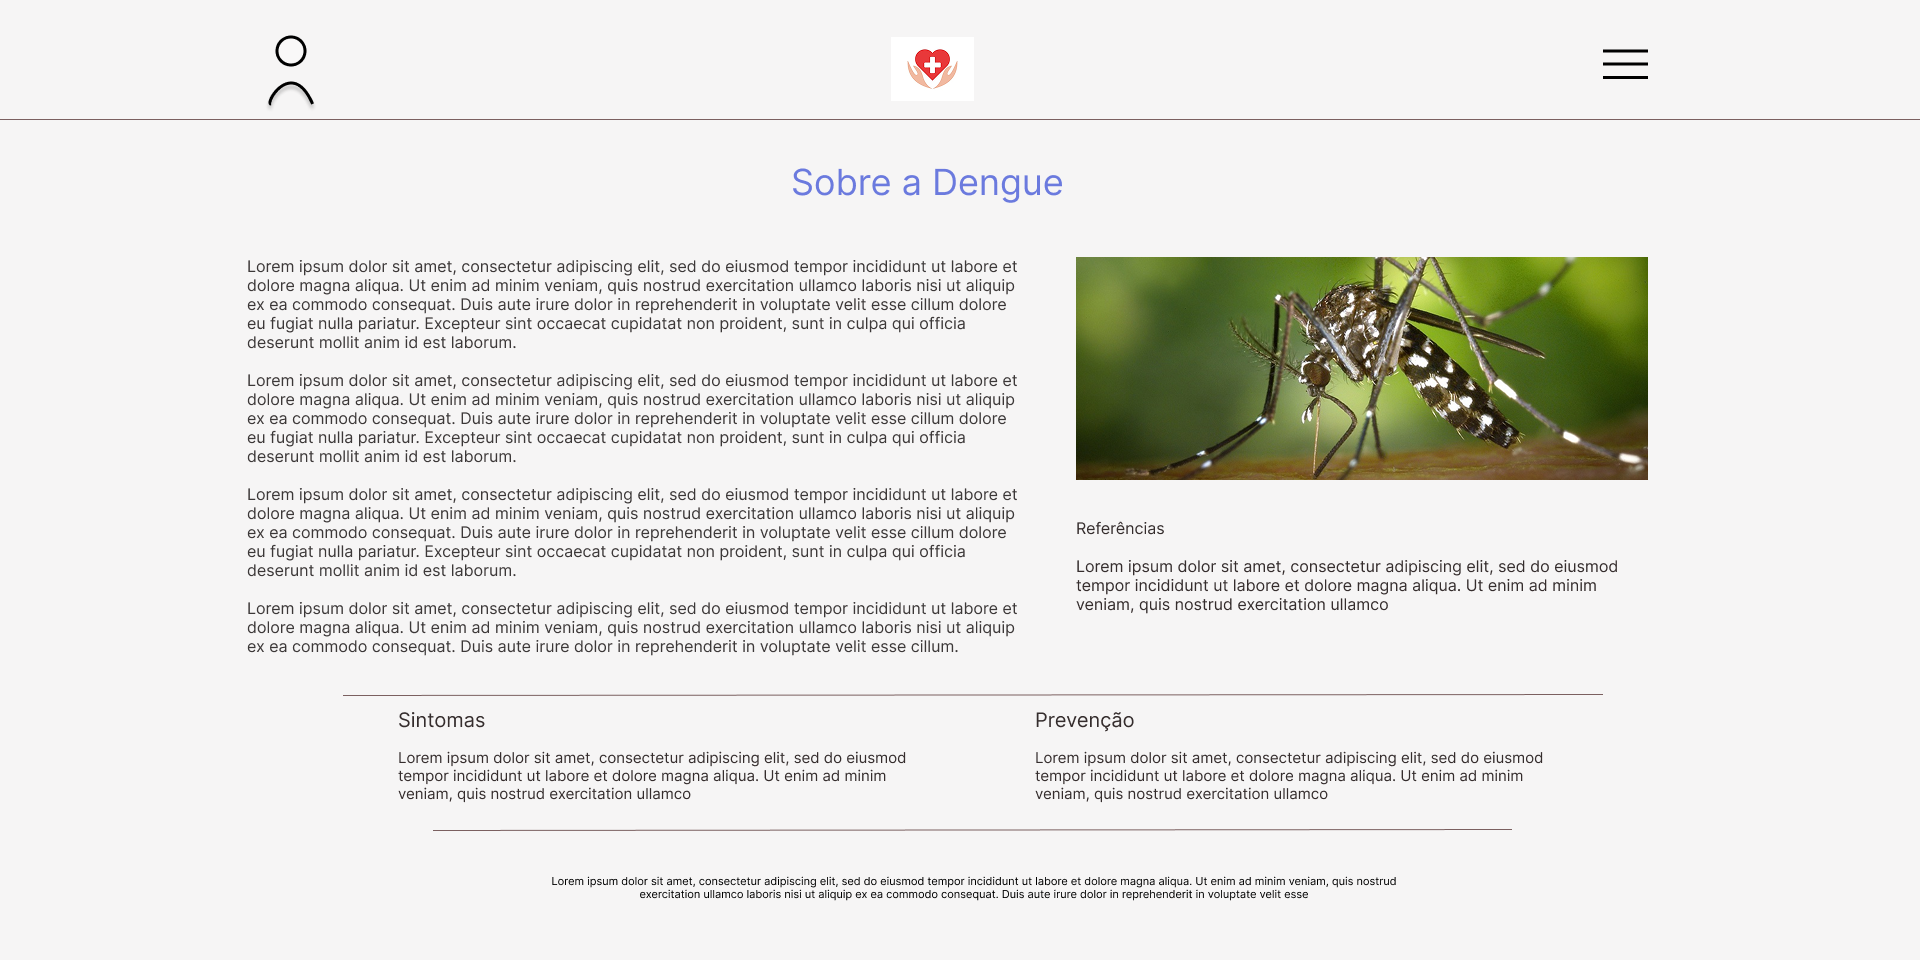 Sobre a Dengue
Lorem ipsum dolor sit amet, consectetur adipiscing elit, sed do eiusmod tempor incididunt ut labore et
dolore magna aliqua. Ut enim ad minim veniam, quis nostrud exercitation ullamco laboris nisi ut aliquip
ex ea commodo consequat. Duis aute irure dolor in reprehenderit in voluptate velit esse cillum dolore
eu fugiat nulla pariatur. Excepteur sint occaecat cupidatat non proident, sunt in culpa qui officia
deserunt mollit anim id est laborum.
Lorem ipsum dolor sit amet, consectetur adipiscing elit, sed do eiusmod tempor incididunt ut labore et
dolore magna aliqua. Ut enim ad minim veniam, quis nostrud exercitation ullamco laboris nisi ut aliquip
ex ea commodo consequat. Duis aute irure dolor in reprehenderit in voluptate velit esse cillum dolore
eu fugiat nulla pariatur. Excepteur sint occaecat cupidatat non proident, sunt in culpa qui officia
deserunt mollit anim id est laborum.
Lorem ipsum dolor sit amet, consectetur adipiscing elit, sed do eiusmod tempor incididunt ut labore et
dolore magna aliqua. Ut enim ad minim veniam, quis nostrud exercitation ullamco laboris nisi ut aliquip
ex ea commodo consequat. Duis aute irure dolor in reprehenderit in voluptate velit esse cillum dolore
eu fugiat nulla pariatur. Excepteur sint occaecat cupidatat non proident, sunt in culpa qui officia
deserunt mollit anim id est laborum.
Lorem ipsum dolor sit amet, consectetur adipiscing elit, sed do eiusmod tempor incididunt ut labore et
dolore magna aliqua. Ut enim ad minim veniam, quis nostrud exercitation ullamco laboris nisi ut aliquip
ex ea commodo consequat. Duis aute irure dolor in reprehenderit in voluptate velit esse cillum.
Referências
Lorem ipsum dolor sit amet, consectetur adipiscing elit, sed do eiusmod
tempor incididunt ut labore et dolore magna aliqua. Ut enim ad minim
veniam, quis nostrud exercitation ullamco
Sintomas
Lorem ipsum dolor sit amet, consectetur adipiscing elit, sed do eiusmod
tempor incididunt ut labore et dolore magna aliqua. Ut enim ad minim
veniam, quis nostrud exercitation ullamco
Prevenção
Lorem ipsum dolor sit amet, consectetur adipiscing elit, sed do eiusmod
tempor incididunt ut labore et dolore magna aliqua. Ut enim ad minim
veniam, quis nostrud exercitation ullamco
Lorem ipsum dolor sit amet, consectetur adipiscing elit, sed do eiusmod tempor incididunt ut labore et dolore magna aliqua. Ut enim ad minim veniam, quis nostrud
exercitation ullamco laboris nisi ut aliquip ex ea commodo consequat. Duis aute irure dolor in reprehenderit in voluptate velit esse